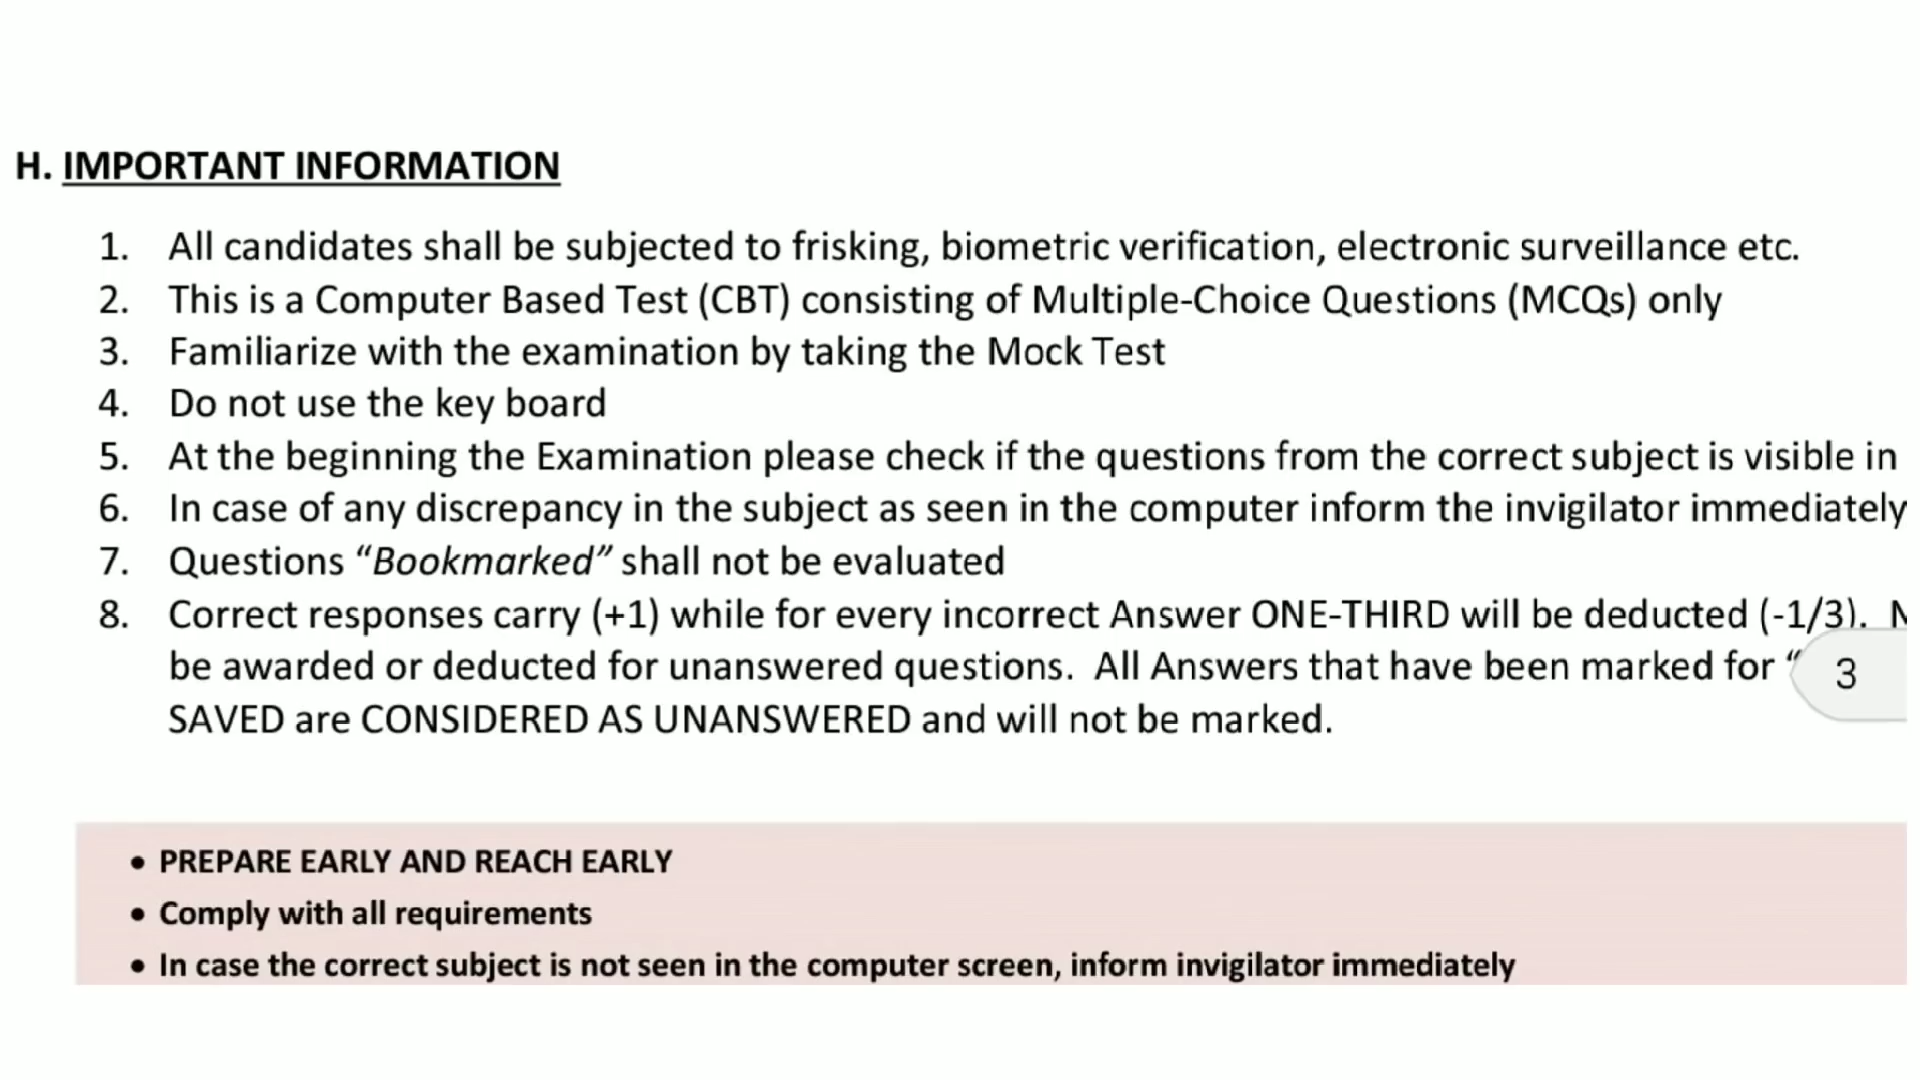 H. IMPORTANT INFORMATION
1. All candidates shall be subjected to frisking, biometric verification, electronic surveillance etc.
2. This is a Computer Based Test (CBT) consisting of Multiple-Choice Questions (MCQs) only
3. Familiarize with the examination by taking the Mock Test
4. Do not use the key board
5. At the beginning the Examination please check if the questions from the correct subject is visible in
6. In case of any discrepancy in the subject as seen in the computer inform the invigilator immediately
7. Questions “Bookmarked” shall not be evaluated
8. Correct responses carry (+1) while for every incorrect Answer ONE-THIRD will be deducted (-1/3).
be awarded or deducted for unanswered questions. All Answers that have been marked for “
3
SAVED are CONSIDERED AS UNANSWERED and will not be marked.
• PREPARE EARLY AND REACH EARLY
• Comply with all requirements
• In case the correct subject is not seen in the computer screen, inform invigilator immediately